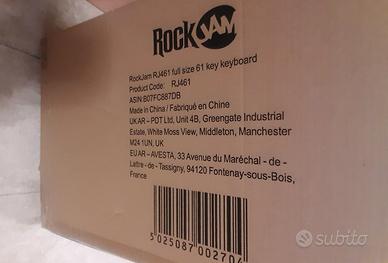 RockJAM
RockJam RJ461 full size 61 key keyboard
Product Code: RJ461
ASIN:B07FC887DB
Made in China / Fabriqué en Chine
UK AR – PDT Ltd, Unit 4B, Greengate Industrial
Estate, White Moss View, Middleton, Manchester
M24 1UN, UK
EU AR – AVESTA, 33 Avenue du Maréchal - de -
Lattre - de - Tassigny, 94120 Fontenay-sous-Bois,
France
5 025087 002704
subito